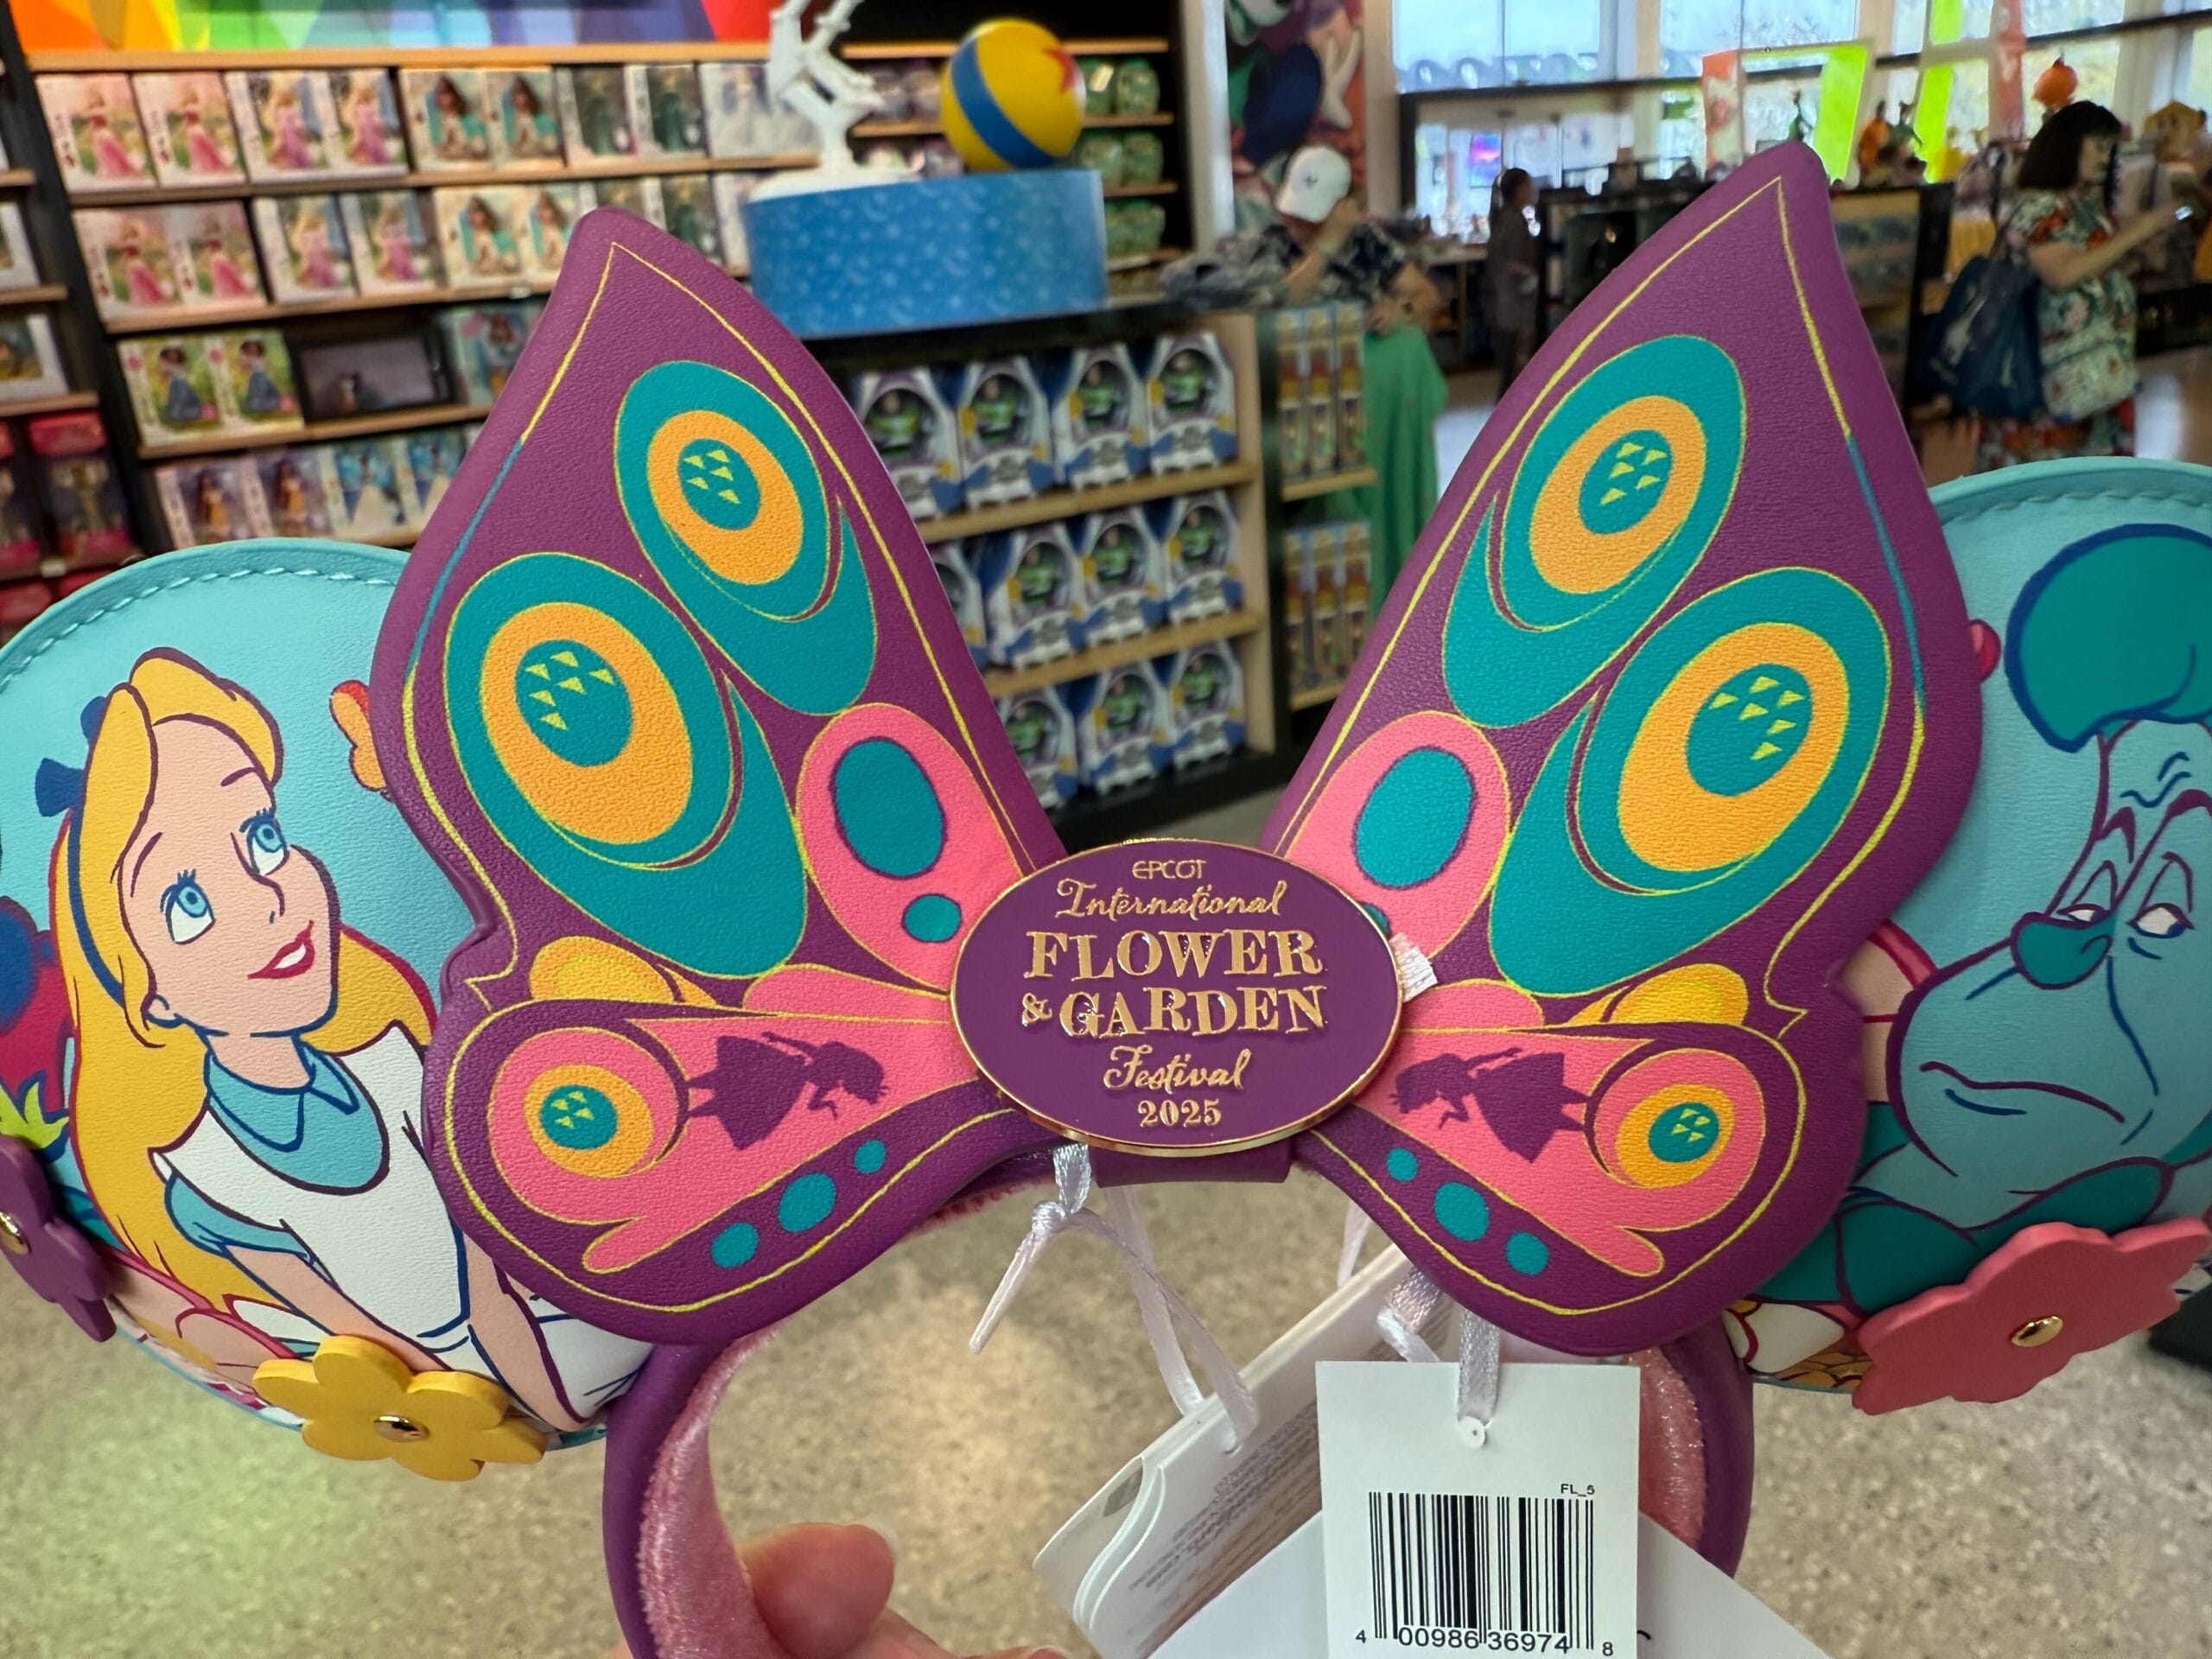 EPCOT
International
FLOWER
& GARDEN
Festival
2025
FL_5
4 00986 36974 8